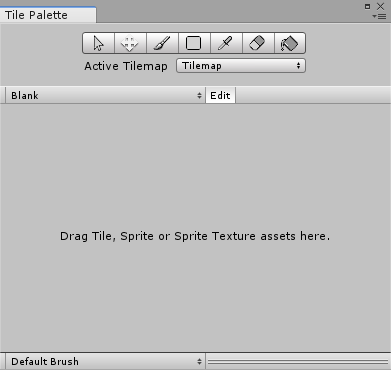 Tile Palette
Active Tilemap Tilemap
Blank Edit
Drag Tile, Sprite or Sprite Texture assets here.
Default Brush